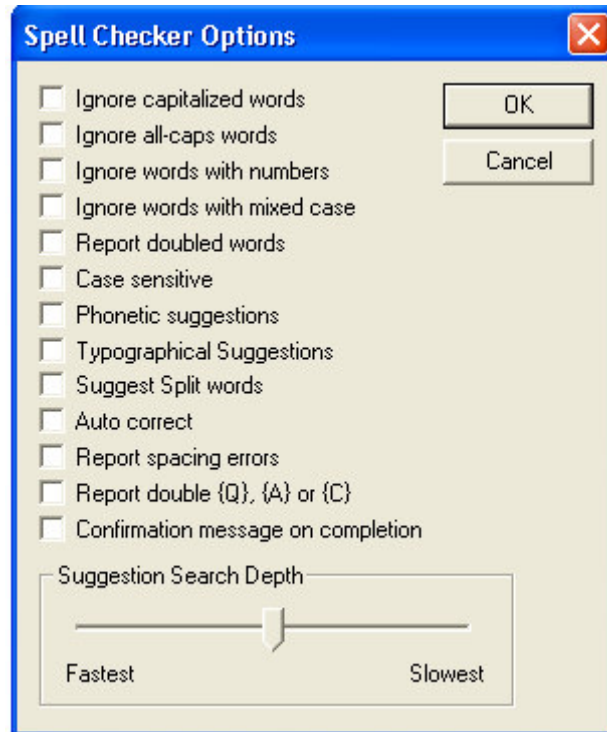 Spell Checker Options
Ignore capitalized words
OK
Ignore all-caps words
Ignore words with numbers
Cancel
Ignore words with mixed case
Report doubled words
Case sensitive
Phonetic suggestions
Typographical Suggestions
Suggest Split words
Auto correct
Report spacing errors
Report double {Q}, {A} or {C}
Confirmation message on completion
Suggestion Search Depth
Fastest Slowest